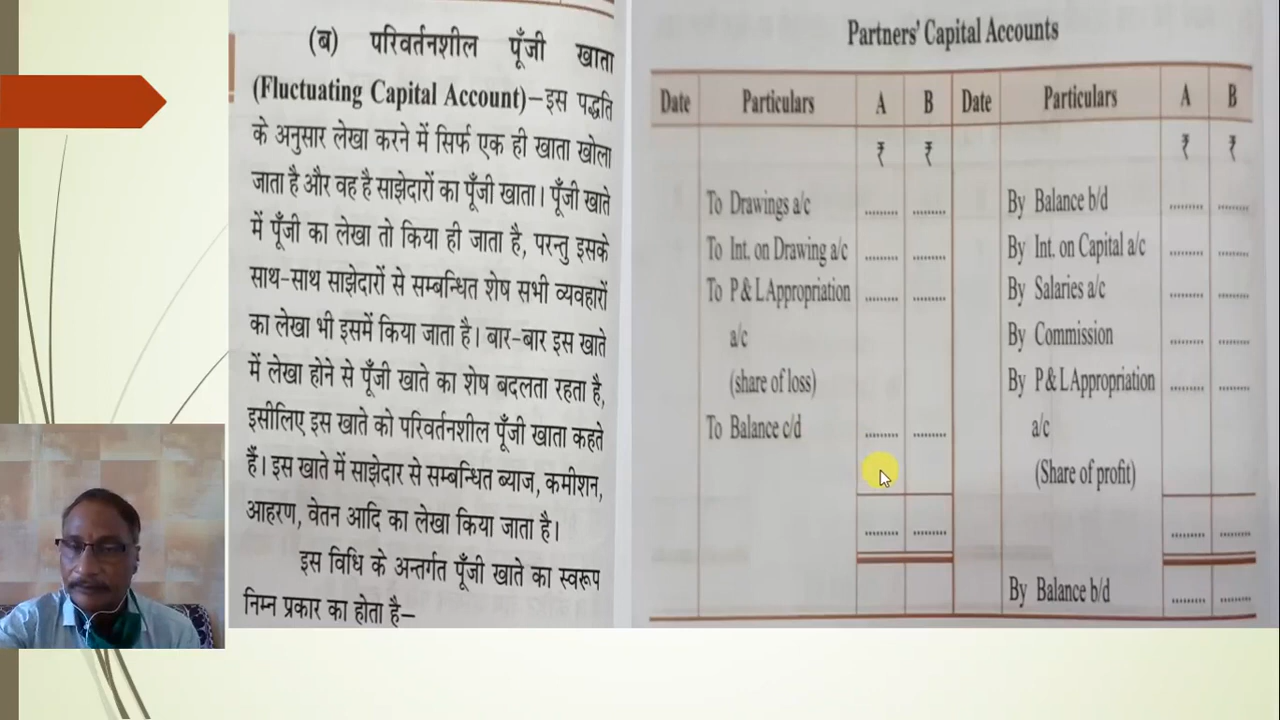 (ब) परिवर्तनशील पूँजी खाता
(Fluctuating Capital Account)–इस पद्धति
के अनुसार लेखा करने में सिर्फ एक ही खाता खोला
जाता है और वह है साझेदारों का पूँजी खाता। पूँजी खाते
में पूँजी का लेखा तो किया ही जाता है, परन्तु इसके
साथ-साथ साझेदारों से सम्बन्धित शेष सभी व्यवहारों
का लेखा भी इसमें किया जाता है। बार-बार इस खाते
में लेखा होने से पूँजी खाते का शेष बदलता रहता है,
इसीलिए इस खाते को परिवर्तनशील पूँजी खाता कहते
हैं। इस खाते में साझेदार से सम्बन्धित ब्याज, कमीशन,
आहरण, वेतन आदि का लेखा किया जाता है।
इस विधि के अन्तर्गत पूँजी खाते का स्वरूप
निम्न प्रकार का होता है–
Partners' Capital Accounts
Date Particulars A B Date Particulars A B
₹ ₹ ₹ ₹
To Drawings a/c ......... ......... By Balance b/d ......... .........
To Int. on Drawing a/c ......... ......... By Int. on Capital a/c ......... .........
To P & L Appropriation ......... ......... By Salaries a/c ......... .........
a/c By Commission ......... .........
(share of loss) By P & L Appropriation ......... .........
To Balance c/d ......... ......... a/c
(Share of profit)
......... ......... ......... .........
By Balance b/d ......... .........